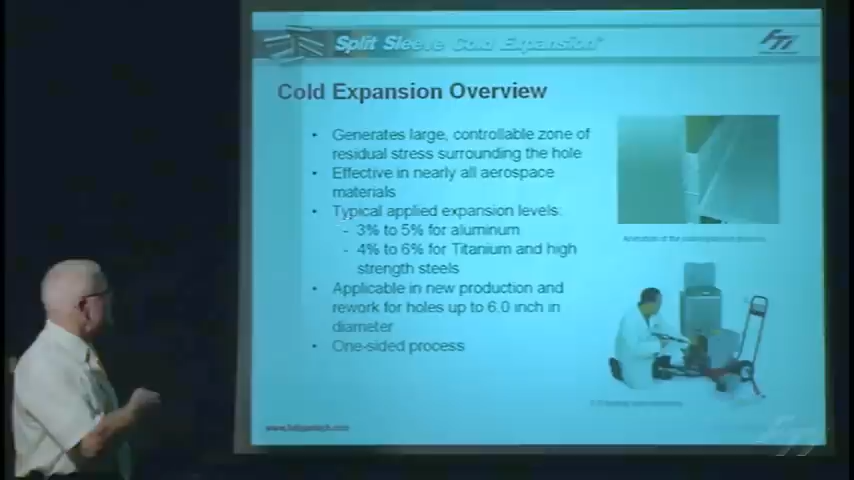 Split Sleeve Cold Expansion
FTI
Cold Expansion Overview
• Generates large, controllable zone of
residual stress surrounding the hole
• Effective in nearly all aerospace
materials
• Typical applied expansion levels:
- 3% to 5% for aluminum
- 4% to 6% for Titanium and high
strength steels
• Applicable in new production and
rework for holes up to 6.0 inch in
diameter
• One-sided process
FTI